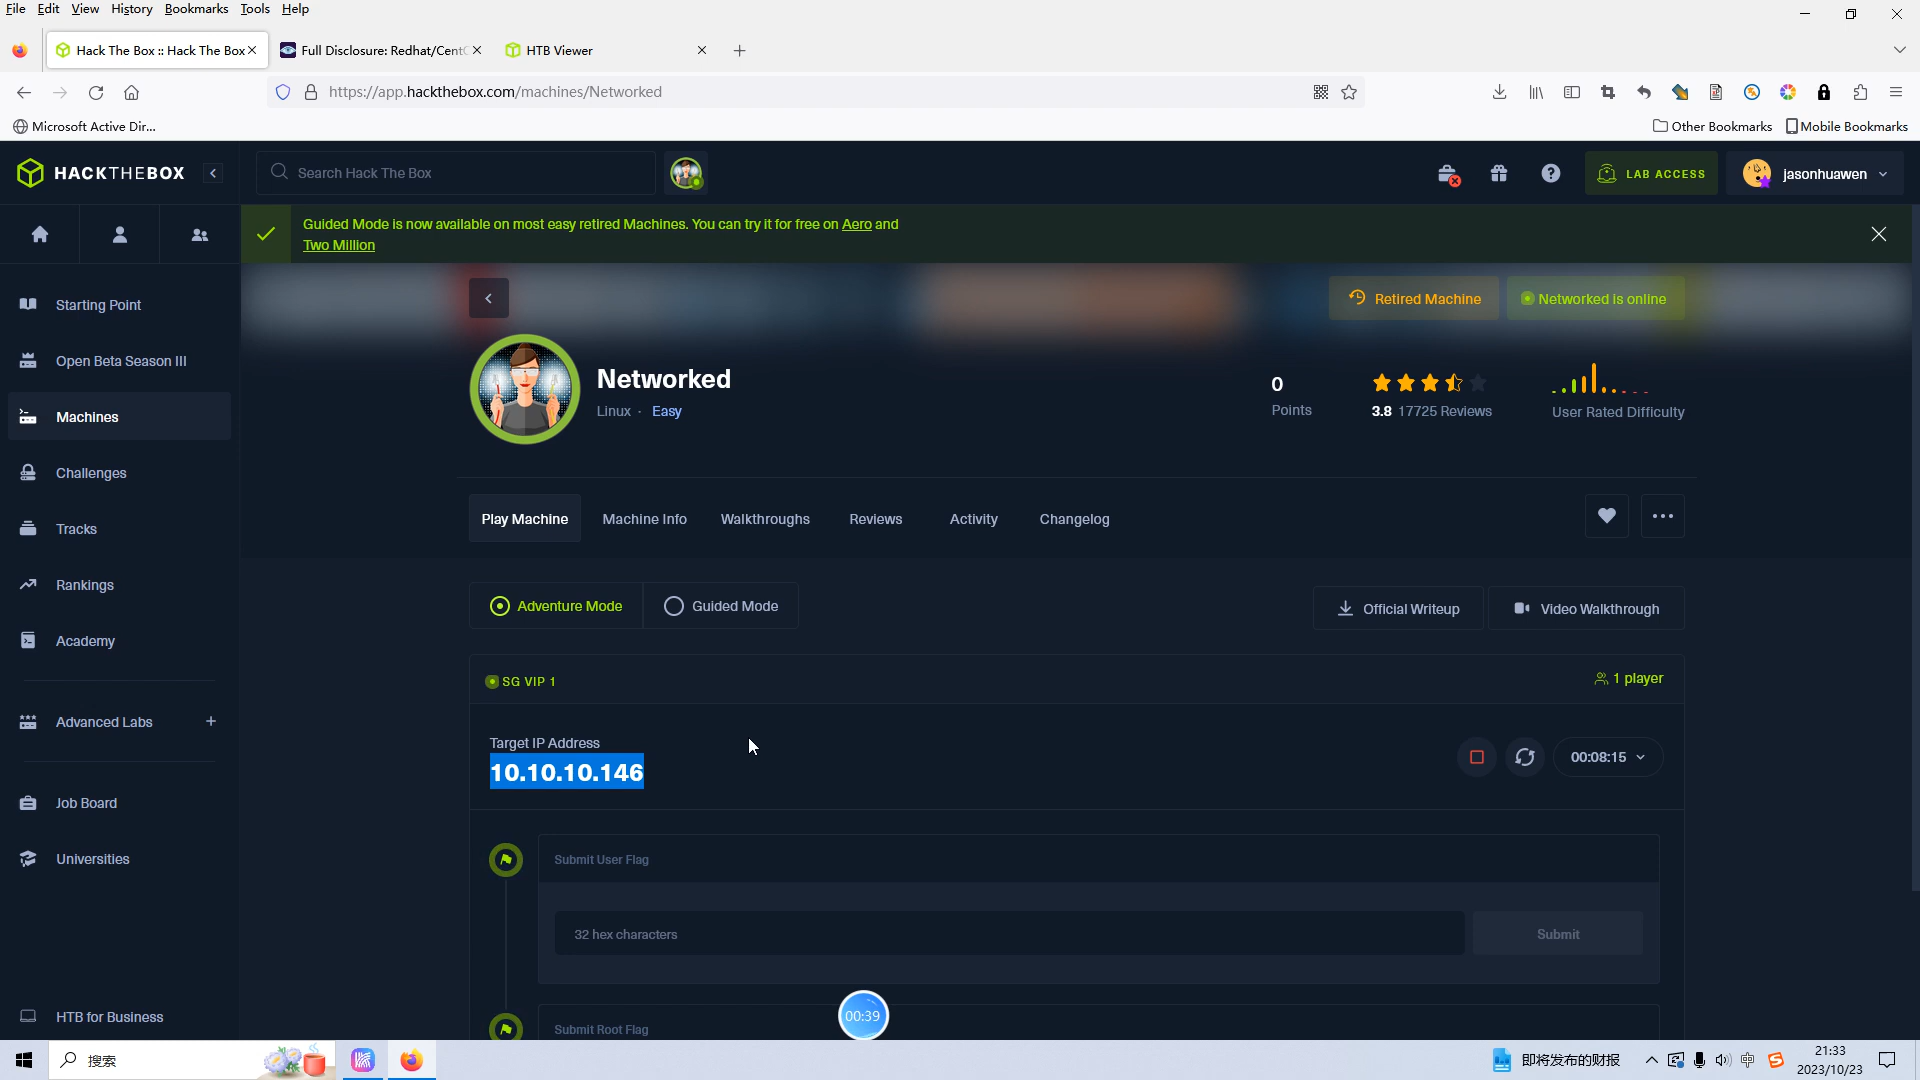 File Edit View History Bookmarks Tools Help
Hack The Box :: Hack The Box
Full Disclosure: Redhat/Cent
HTB Viewer
https://app.hackthebox.com/machines/Networked
Microsoft Active Dir...
Other Bookmarks
Mobile Bookmarks
HACKTHEBOX
Search Hack The Box
LAB ACCESS
jasonhuawen
Guided Mode is now available on most easy retired Machines. You can try it for free on Aero and
Two Million
Starting Point
Open Beta Season III
Machines
Challenges
Tracks
Rankings
Academy
Advanced Labs
Job Board
Universities
HTB for Business
Retired Machine
Networked is online
Networked
Linux · Easy
0
Points
3.8 17725 Reviews
User Rated Difficulty
Play Machine
Machine Info
Walkthroughs
Reviews
Activity
Changelog
Adventure Mode
Guided Mode
Official Writeup
Video Walkthrough
SG VIP 1
1 player
Target IP Address
10.10.10.146
00:08:15
Submit User Flag
32 hex characters
Submit
Submit Root Flag
00:39
搜索
即将发布的财报
中
21:33
2023/10/23